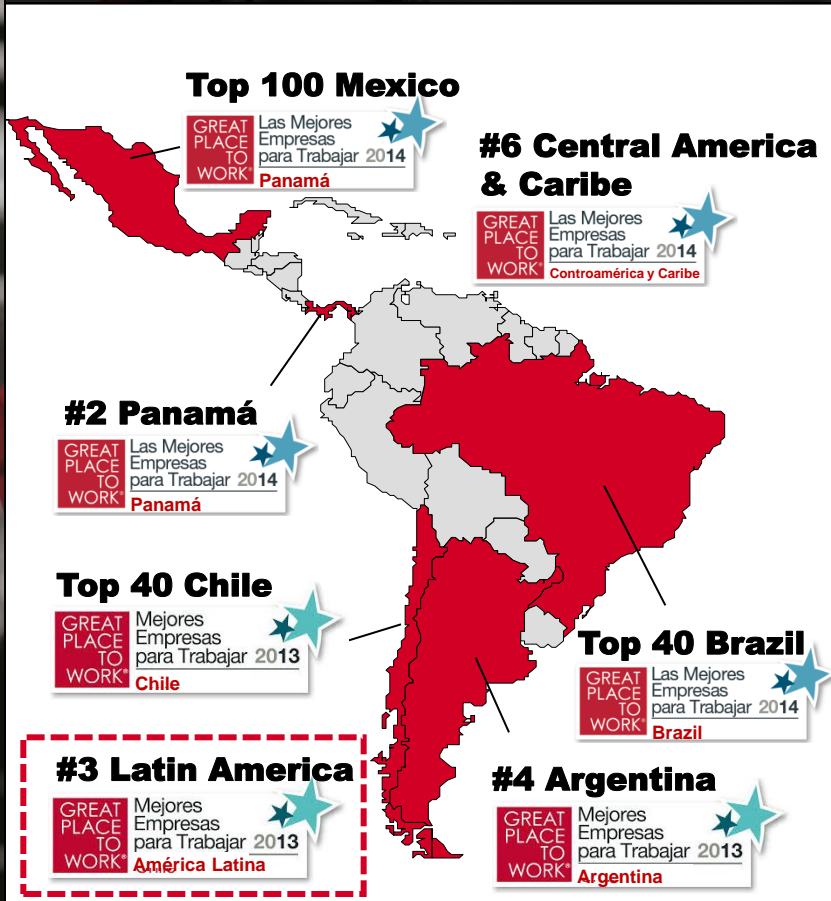 Top 100 Mexico
GREAT
PLACE
TO
WORK®
Las Mejores
Empresas
para Trabajar 2014
Panamá
#6 Central America
& Caribe
GREAT
PLACE
TO
WORK®
Las Mejores
Empresas
para Trabajar 2014
Controamérica y Caribe
#2 Panamá
GREAT
PLACE
TO
WORK®
Las Mejores
Empresas
para Trabajar 2014
Panamá
Top 40 Chile
GREAT
PLACE
TO
WORK®
Mejores
Empresas
para Trabajar 2013
Chile
Top 40 Brazil
GREAT
PLACE
TO
WORK®
Las Mejores
Empresas
para Trabajar 2014
Brazil
#3 Latin America
GREAT
PLACE
TO
WORK®
Mejores
Empresas
para Trabajar 2013
América Latina
#4 Argentina
GREAT
PLACE
TO
WORK®
Mejores
Empresas
para Trabajar 2013
Argentina